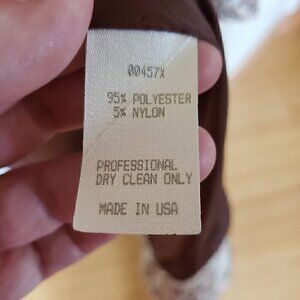 00457X
95% POLYESTER
5% NYLON
PROFESSIONAL
DRY CLEAN ONLY
MADE IN USA